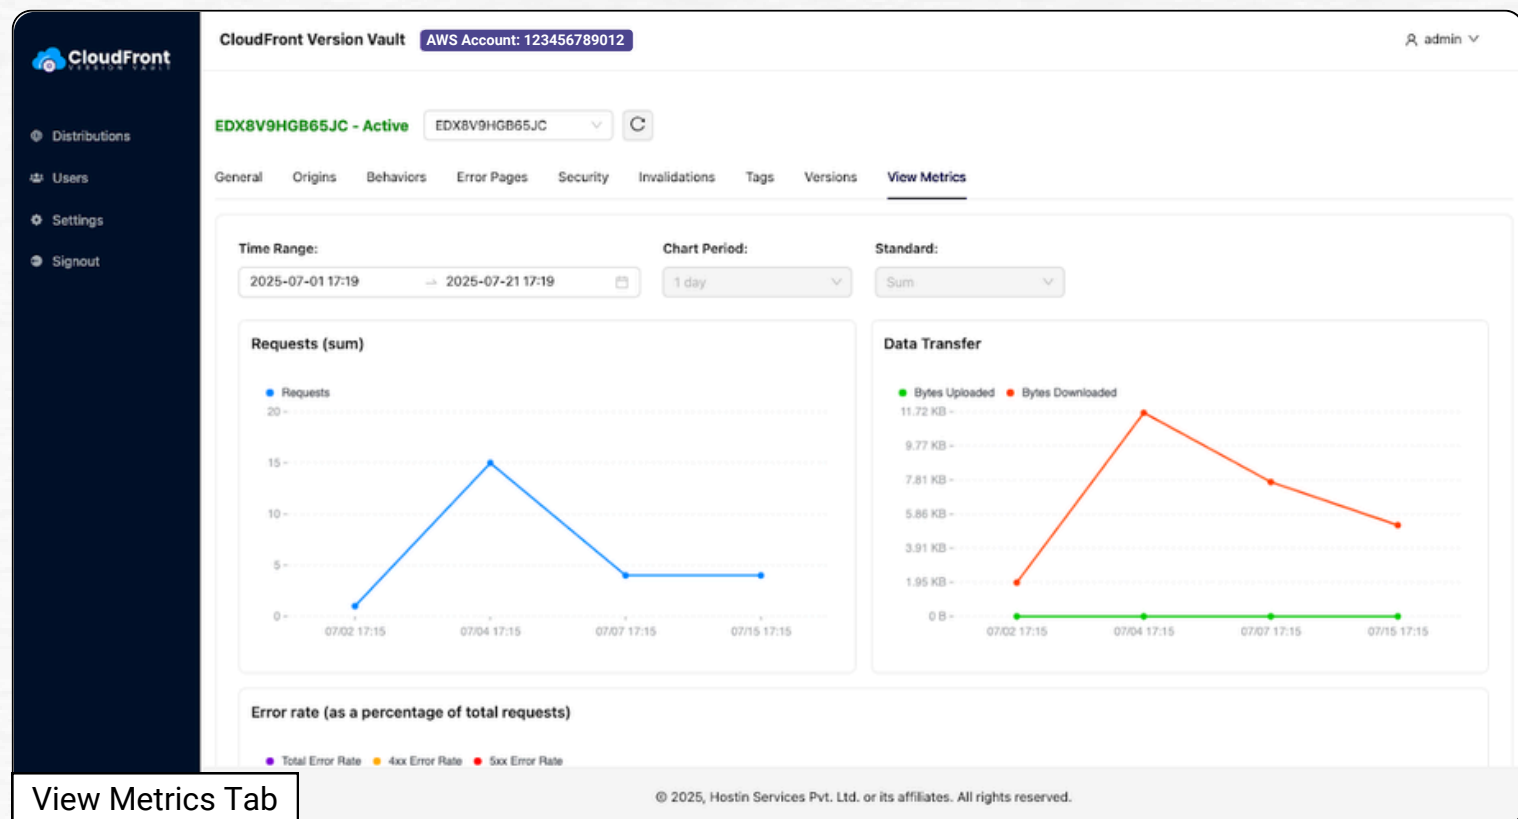 CloudFront
VERSION VAULT
CloudFront Version Vault
AWS Account: 123456789012
admin
Distributions
Users
Settings
Signout
EDX8V9HGB65JC - Active
EDX8V9HGB65JC
General Origins Behaviors Error Pages Security Invalidations Tags Versions View Metrics
Time Range:
2025-07-01 17:19 → 2025-07-21 17:19
Chart Period:
1 day
Standard:
Sum
Requests (sum)
Requests
20
15
10
5
0
07/02 17:15 07/04 17:15 07/07 17:15 07/15 17:15
Data Transfer
Bytes Uploaded Bytes Downloaded
11.72 KB
9.77 KB
7.81 KB
5.86 KB
3.91 KB
1.95 KB
0 B
07/02 17:15 07/04 17:15 07/07 17:15 07/15 17:15
Error rate (as a percentage of total requests)
Total Error Rate 4xx Error Rate 5xx Error Rate
View Metrics Tab
© 2025, Hostin Services Pvt. Ltd. or its affiliates. All rights reserved.